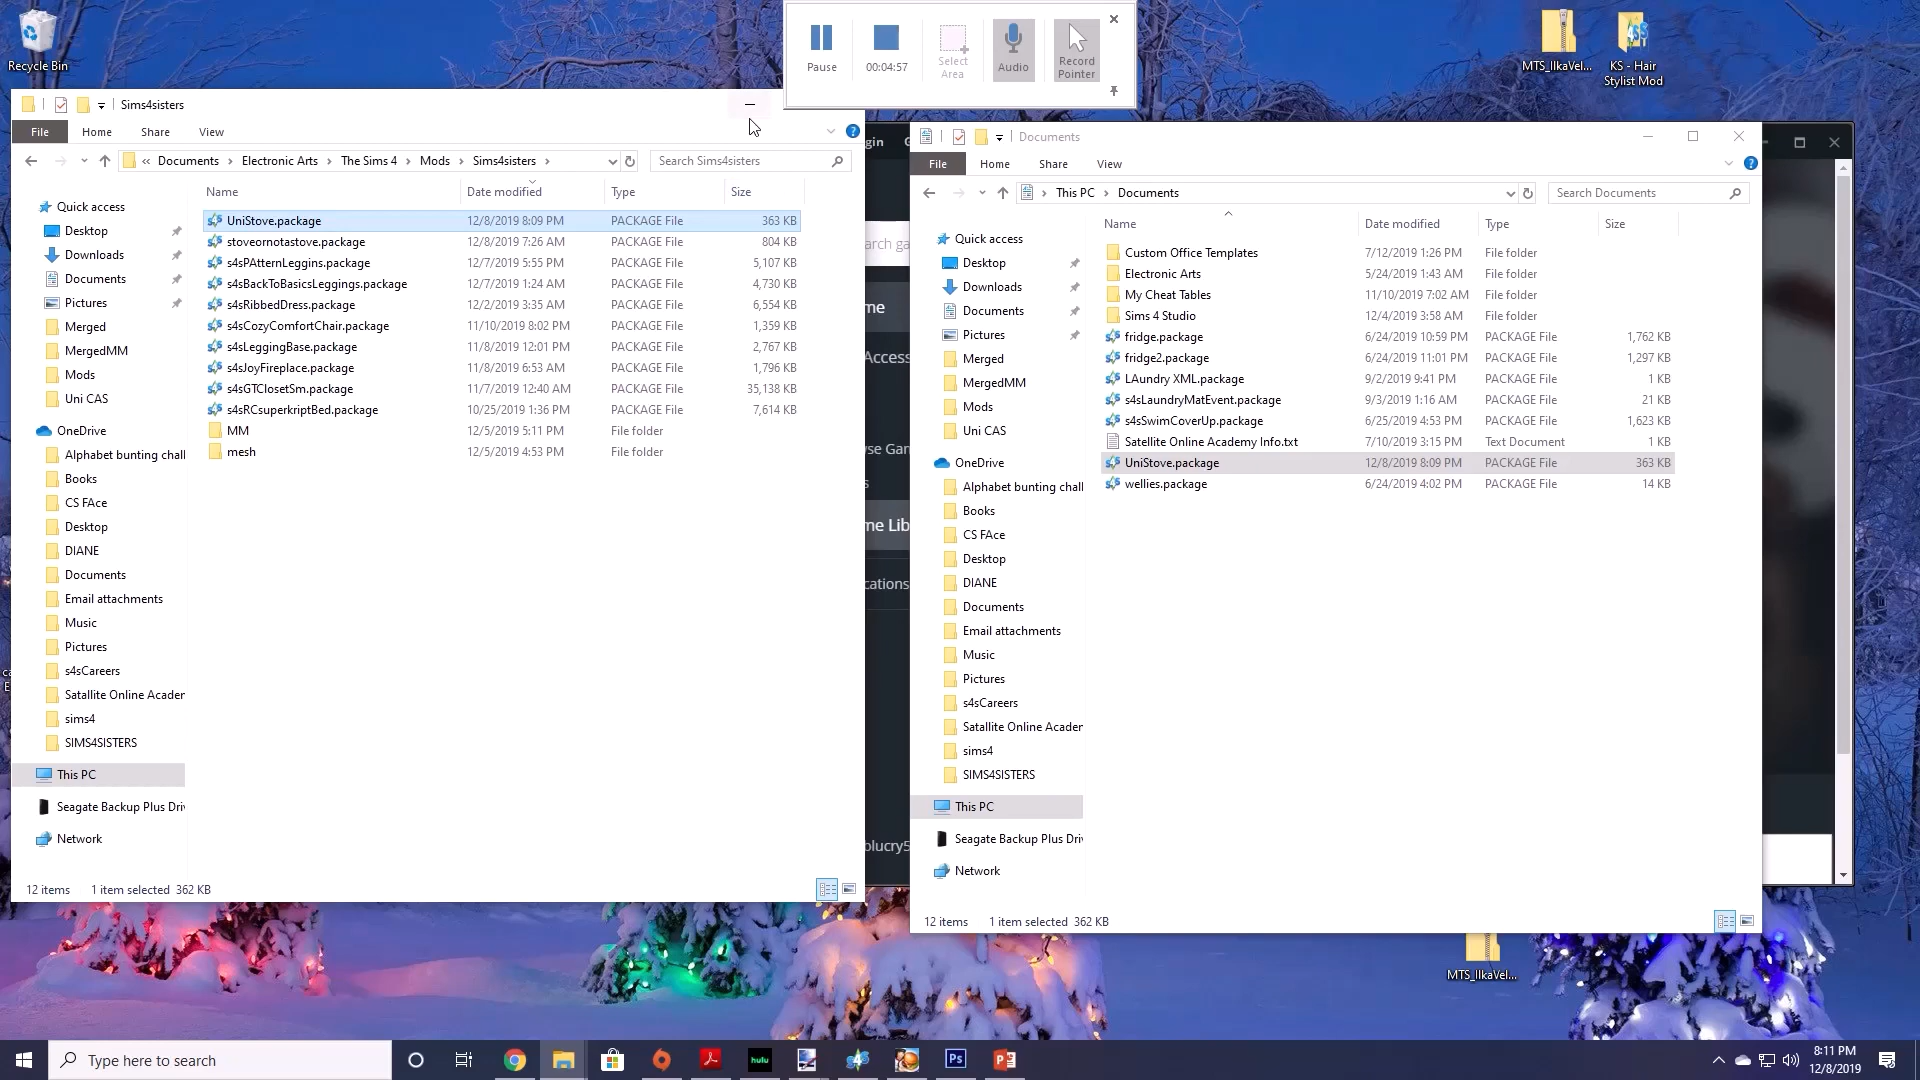 Recycle Bin
Pause
00:04:57
Select Area
Audio
Record Pointer
MTS_IlkaVel...
KS - Hair Stylist Mod
Sims4sisters
File Home Share View
« Documents > Electronic Arts > The Sims 4 > Mods > Sims4sisters >
Search Sims4sisters
Name Date modified Type Size
Quick access
Desktop
Downloads
Documents
Pictures
Merged
MergedMM
Mods
Uni CAS
OneDrive
Alphabet bunting chall
Books
CS FAce
Desktop
DIANE
Documents
Email attachments
Music
Pictures
s4sCareers
Satallite Online Acader
sims4
SIMS4SISTERS
This PC
Seagate Backup Plus Driv
Network
UniStove.package 12/8/2019 8:09 PM PACKAGE File 363 KB
stoveornotastove.package 12/8/2019 7:26 AM PACKAGE File 804 KB
s4sPAtternLeggins.package 12/7/2019 5:55 PM PACKAGE File 5,107 KB
s4sBackToBasicsLeggings.package 12/7/2019 1:24 AM PACKAGE File 4,730 KB
s4sRibbedDress.package 12/2/2019 3:35 AM PACKAGE File 6,554 KB
s4sCozyComfortChair.package 11/10/2019 8:02 PM PACKAGE File 1,359 KB
s4sLeggingBase.package 11/8/2019 12:01 PM PACKAGE File 2,767 KB
s4sJoyFireplace.package 11/8/2019 6:53 AM PACKAGE File 1,796 KB
s4sGTClosetSm.package 11/7/2019 12:40 AM PACKAGE File 35,138 KB
s4sRCsuperkriptBed.package 10/25/2019 1:36 PM PACKAGE File 7,614 KB
MM 12/5/2019 5:11 PM File folder
mesh 12/5/2019 4:53 PM File folder
12 items 1 item selected 362 KB
Documents
File Home Share View
> This PC > Documents
Search Documents
Name Date modified Type Size
Quick access
Desktop
Downloads
Documents
Pictures
Merged
MergedMM
Mods
Uni CAS
OneDrive
Alphabet bunting chall
Books
CS FAce
Desktop
DIANE
Documents
Email attachments
Music
Pictures
s4sCareers
Satallite Online Acader
sims4
SIMS4SISTERS
This PC
Seagate Backup Plus Driv
Network
Custom Office Templates 7/12/2019 1:26 PM File folder
Electronic Arts 5/24/2019 1:43 AM File folder
My Cheat Tables 11/10/2019 7:02 AM File folder
Sims 4 Studio 12/4/2019 3:58 AM File folder
fridge.package 6/24/2019 10:59 PM PACKAGE File 1,762 KB
fridge2.package 6/24/2019 11:01 PM PACKAGE File 1,297 KB
LAundry XML.package 9/2/2019 9:41 PM PACKAGE File 1 KB
s4sLaundryMatEvent.package 9/3/2019 1:16 AM PACKAGE File 21 KB
s4sSwimCoverUp.package 6/25/2019 4:53 PM PACKAGE File 1,623 KB
Satellite Online Academy Info.txt 7/10/2019 3:15 PM Text Document 1 KB
UniStove.package 12/8/2019 8:09 PM PACKAGE File 363 KB
wellies.package 6/24/2019 4:02 PM PACKAGE File 14 KB
12 items 1 item selected 362 KB
MTS_IlkaVel...
Type here to search
hulu
Ps
8:11 PM
12/8/2019